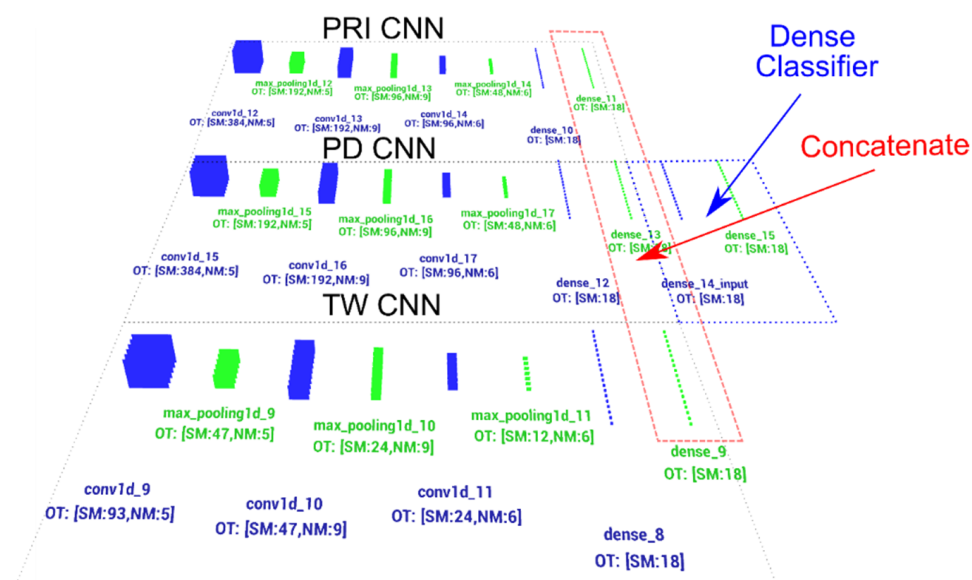 PRI CNN
Dense
Classifier
Concatenate
max_pooling1d_12
OT: [SM:192,NM:5]
max_pooling1d_13
OT: [SM:96,NM:9]
max_pooling1d_14
OT: [SM:48,NM:6]
dense_11
OT: [SM:18]
conv1d_12
OT: [SM:384,NM:5]
conv1d_13
OT: [SM:192,NM:9]
conv1d_14
OT: [SM:96,NM:6]
dense_10
OT: [SM:18]
PD CNN
max_pooling1d_15
OT: [SM:192,NM:5]
max_pooling1d_16
OT: [SM:96,NM:9]
max_pooling1d_17
OT: [SM:48,NM:6]
dense_13
OT: [SM:18]
dense_15
OT: [SM:18]
conv1d_15
OT: [SM:384,NM:5]
conv1d_16
OT: [SM:192,NM:9]
conv1d_17
OT: [SM:96,NM:6]
dense_12
OT: [SM:18]
dense_14_input
OT: [SM:18]
TW CNN
max_pooling1d_9
OT: [SM:47,NM:5]
max_pooling1d_10
OT: [SM:24,NM:9]
max_pooling1d_11
OT: [SM:12,NM:6]
dense_9
OT: [SM:18]
conv1d_9
OT: [SM:93,NM:5]
conv1d_10
OT: [SM:47,NM:9]
conv1d_11
OT: [SM:24,NM:6]
dense_8
OT: [SM:18]